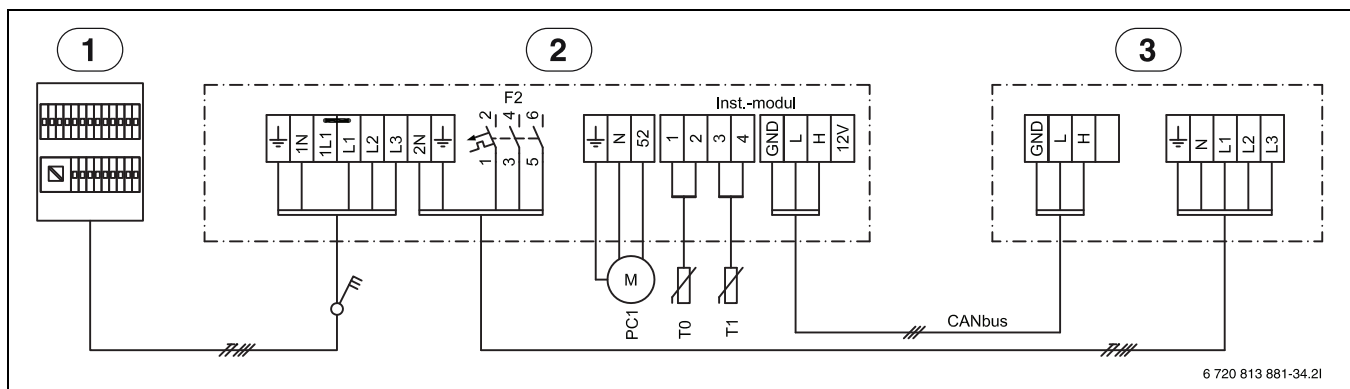 1 2 3
F2 Inst.-modul
1N 1L1 L1 L2 L3 2N
2 4 6
1 3 5
N 52
1 2 3 4
GND L H 12V
GND L H
N L1 L2 L3
M
PC1 T0 T1
CANbus
6 720 813 881-34.2I